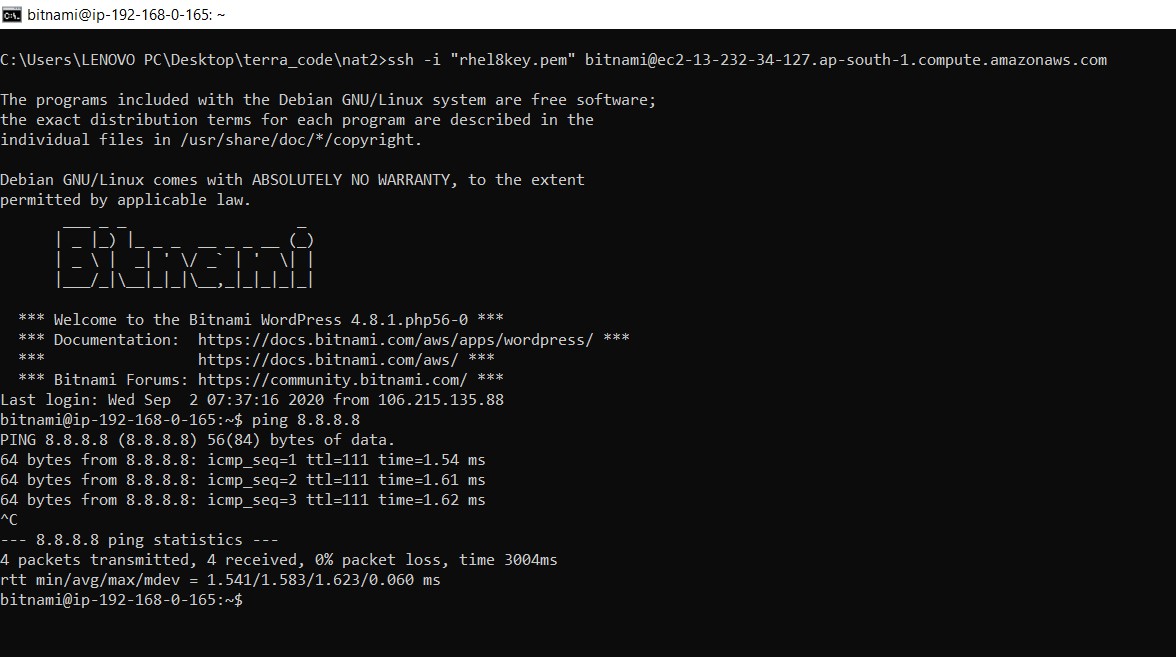 bitnami@ip-192-168-0-165: ~
C:\Users\LENOVO PC\Desktop\terra_code\nat2>ssh -i "rhel8key.pem" bitnami@ec2-13-232-34-127.ap-south-1.compute.amazonaws.com
The programs included with the Debian GNU/Linux system are free software;
the exact distribution terms for each program are described in the
individual files in /usr/share/doc/*/copyright.
Debian GNU/Linux comes with ABSOLUTELY NO WARRANTY, to the extent
permitted by applicable law.
Bitnami
*** Welcome to the Bitnami WordPress 4.8.1.php56-0 ***
*** Documentation:  https://docs.bitnami.com/aws/apps/wordpress/ ***
***                 https://docs.bitnami.com/aws/ ***
*** Bitnami Forums: https://community.bitnami.com/ ***
Last login: Wed Sep  2 07:37:16 2020 from 106.215.135.88
bitnami@ip-192-168-0-165:~$ ping 8.8.8.8
PING 8.8.8.8 (8.8.8.8) 56(84) bytes of data.
64 bytes from 8.8.8.8: icmp_seq=1 ttl=111 time=1.54 ms
64 bytes from 8.8.8.8: icmp_seq=2 ttl=111 time=1.61 ms
64 bytes from 8.8.8.8: icmp_seq=3 ttl=111 time=1.62 ms
^C
--- 8.8.8.8 ping statistics ---
4 packets transmitted, 4 received, 0% packet loss, time 3004ms
rtt min/avg/max/mdev = 1.541/1.583/1.623/0.060 ms
bitnami@ip-192-168-0-165:~$